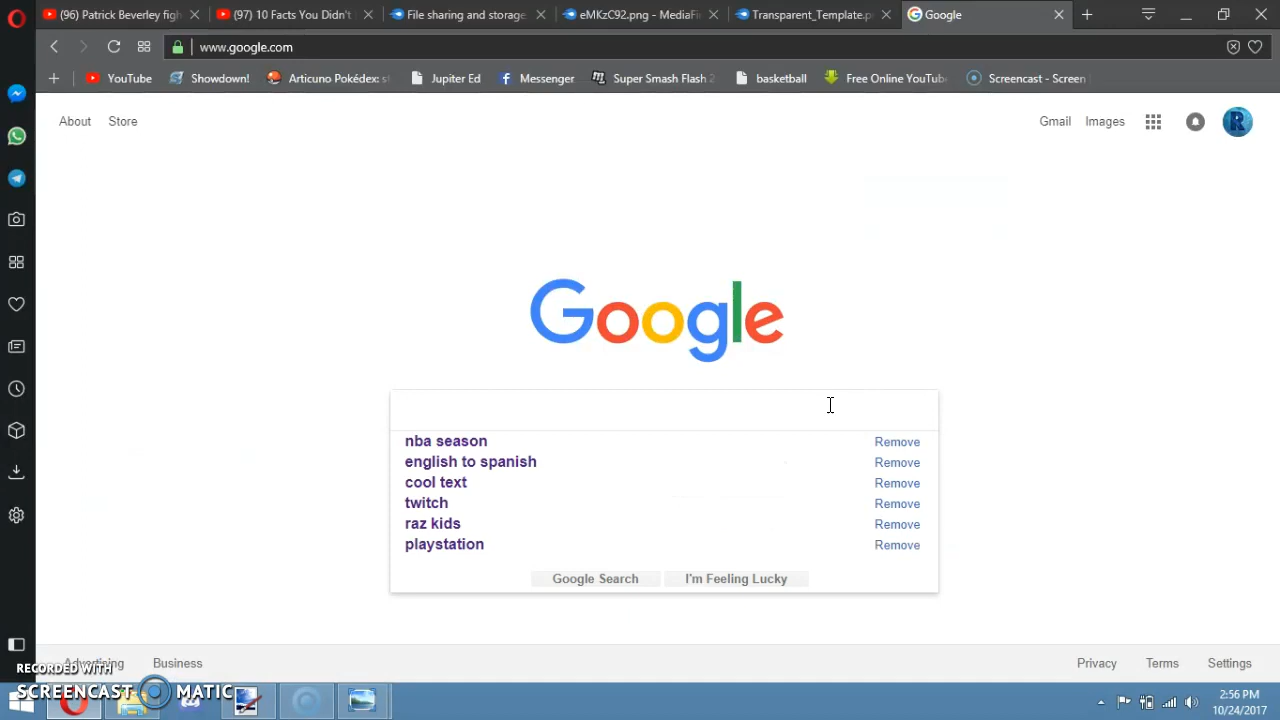 (96) Patrick Beverley figh
(97) 10 Facts You Didn't
File sharing and storage
eMKzC92.png - MediaFi
Transparent_Template.p
Google
www.google.com
YouTube
Showdown!
Articuno Pokédex: s
Jupiter Ed
Messenger
Super Smash Flash 2
basketball
Free Online YouTub
Screencast - Screen
About
Store
Gmail
Images
R
Google
nba season Remove
english to spanish Remove
cool text Remove
twitch Remove
raz kids Remove
playstation Remove
Google Search
I'm Feeling Lucky
Advertising
Business
Privacy
Terms
Settings
RECORDED WITH
SCREENCAST MATIC
2:56 PM
10/24/2017